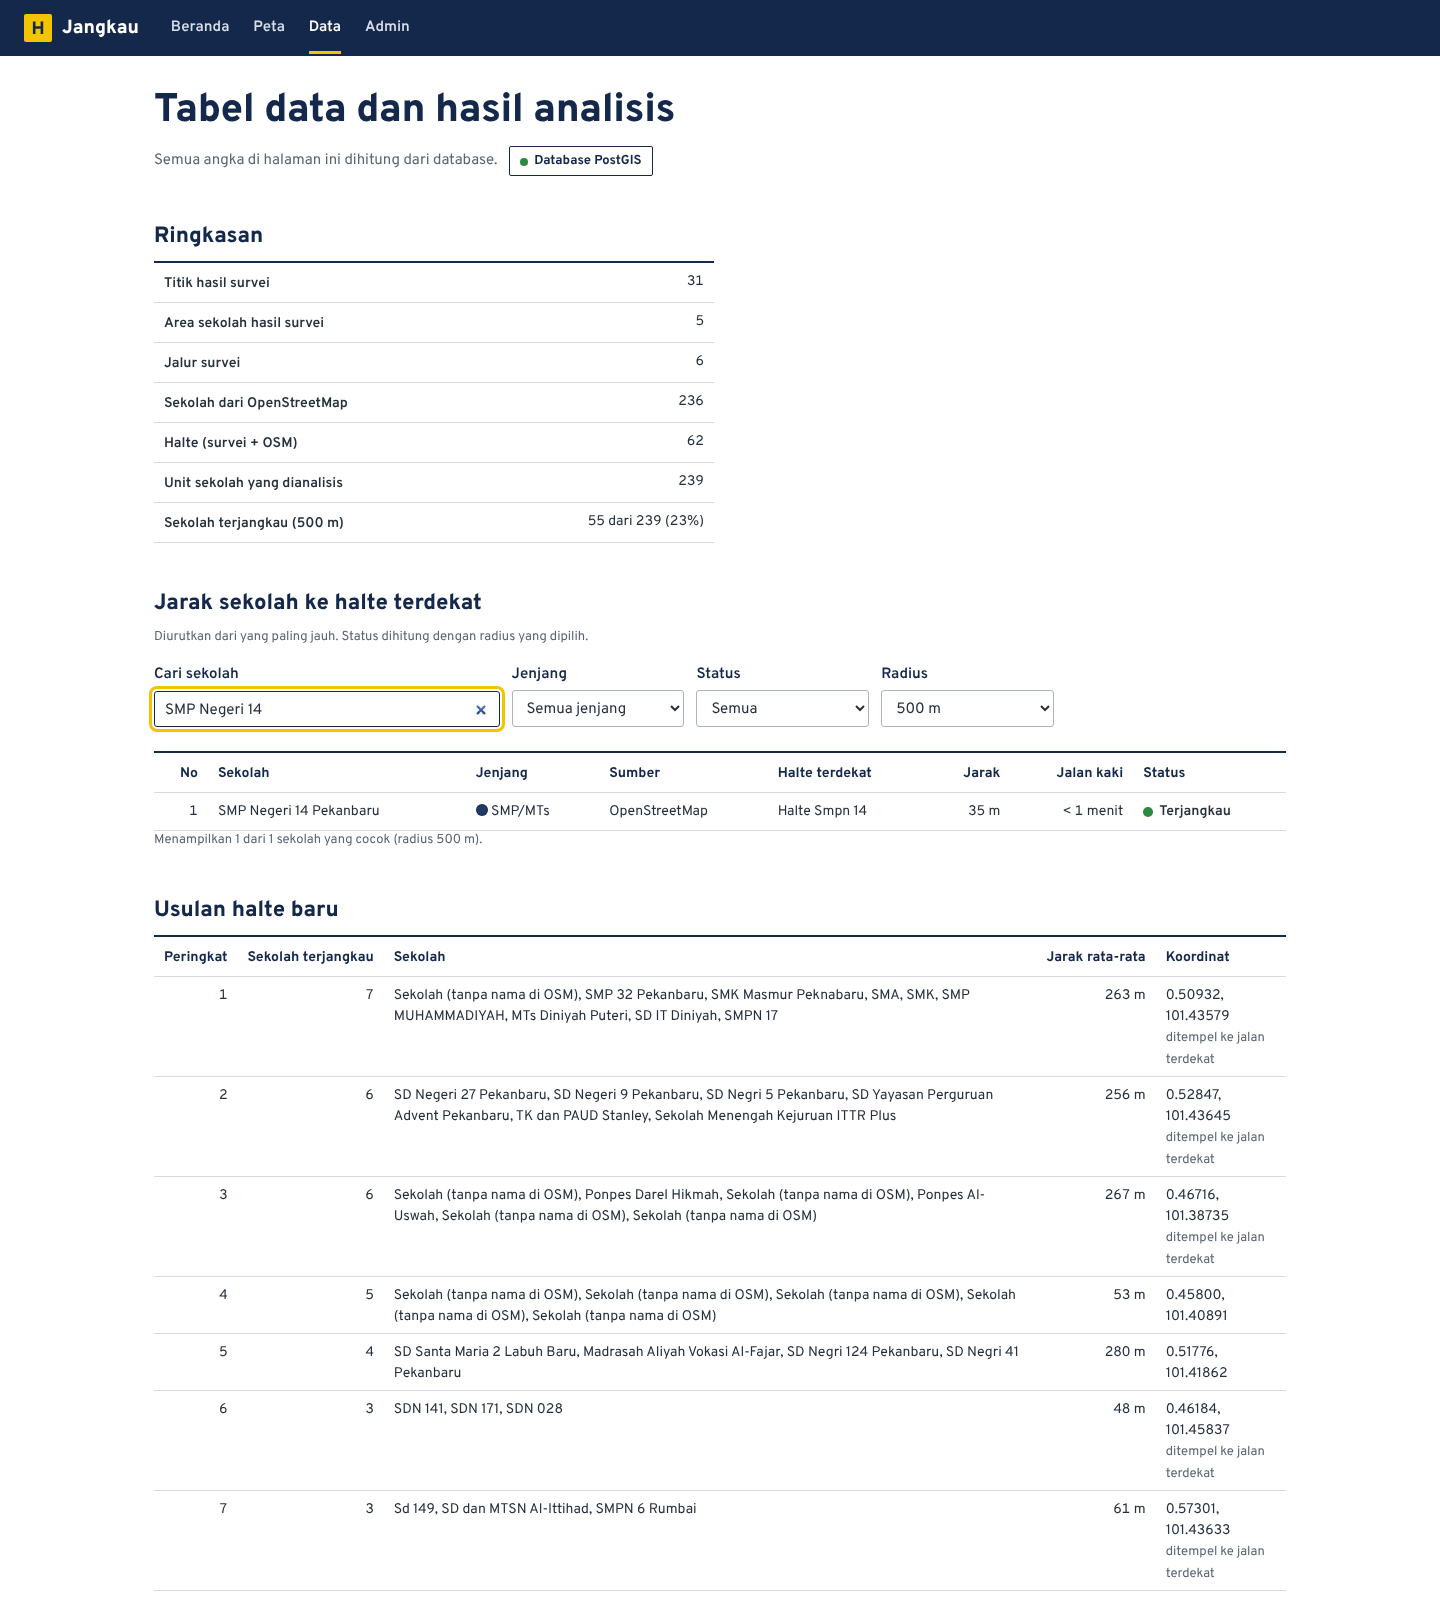 H Jangkau Beranda Peta Data Admin
Tabel data dan hasil analisis
Semua angka di halaman ini dihitung dari database. Database PostGIS
Ringkasan
Titik hasil survei 31
Area sekolah hasil survei 5
Jalur survei 6
Sekolah dari OpenStreetMap 236
Halte (survei + OSM) 62
Unit sekolah yang dianalisis 239
Sekolah terjangkau (500 m) 55 dari 239 (23%)
Jarak sekolah ke halte terdekat
Diurutkan dari yang paling jauh. Status dihitung dengan radius yang dipilih.
Cari sekolah Jenjang Status Radius
SMP Negeri 14 × Semua jenjang Semua 500 m
No Sekolah Jenjang Sumber Halte terdekat Jarak Jalan kaki Status
1 SMP Negeri 14 Pekanbaru SMP/MTs OpenStreetMap Halte Smpn 14 35 m < 1 menit Terjangkau
Menampilkan 1 dari 1 sekolah yang cocok (radius 500 m).
Usulan halte baru
Peringkat Sekolah terjangkau Sekolah Jarak rata-rata Koordinat
1 7 Sekolah (tanpa nama di OSM), SMP 32 Pekanbaru, SMK Masmur Peknabaru, SMA, SMK, SMP 263 m 0.50932,
MUHAMMADIYAH, MTs Diniyah Puteri, SD IT Diniyah, SMPN 17 101.43579
ditempel ke jalan
terdekat
2 6 SD Negeri 27 Pekanbaru, SD Negeri 9 Pekanbaru, SD Negri 5 Pekanbaru, SD Yayasan Perguruan 256 m 0.52847,
Advent Pekanbaru, TK dan PAUD Stanley, Sekolah Menengah Kejuruan ITTR Plus 101.43645
ditempel ke jalan
terdekat
3 6 Sekolah (tanpa nama di OSM), Ponpes Darel Hikmah, Sekolah (tanpa nama di OSM), Ponpes Al- 267 m 0.46716,
Uswah, Sekolah (tanpa nama di OSM), Sekolah (tanpa nama di OSM) 101.38735
ditempel ke jalan
terdekat
4 5 Sekolah (tanpa nama di OSM), Sekolah (tanpa nama di OSM), Sekolah (tanpa nama di OSM), Sekolah 53 m 0.45800,
(tanpa nama di OSM), Sekolah (tanpa nama di OSM) 101.40891
5 4 SD Santa Maria 2 Labuh Baru, Madrasah Aliyah Vokasi Al-Fajar, SD Negri 124 Pekanbaru, SD Negri 41 280 m 0.51776,
Pekanbaru 101.41862
6 3 SDN 141, SDN 171, SDN 028 48 m 0.46184,
101.45837
ditempel ke jalan
terdekat
7 3 Sd 149, SD dan MTSN Al-Ittihad, SMPN 6 Rumbai 61 m 0.57301,
101.43633
ditempel ke jalan
terdekat